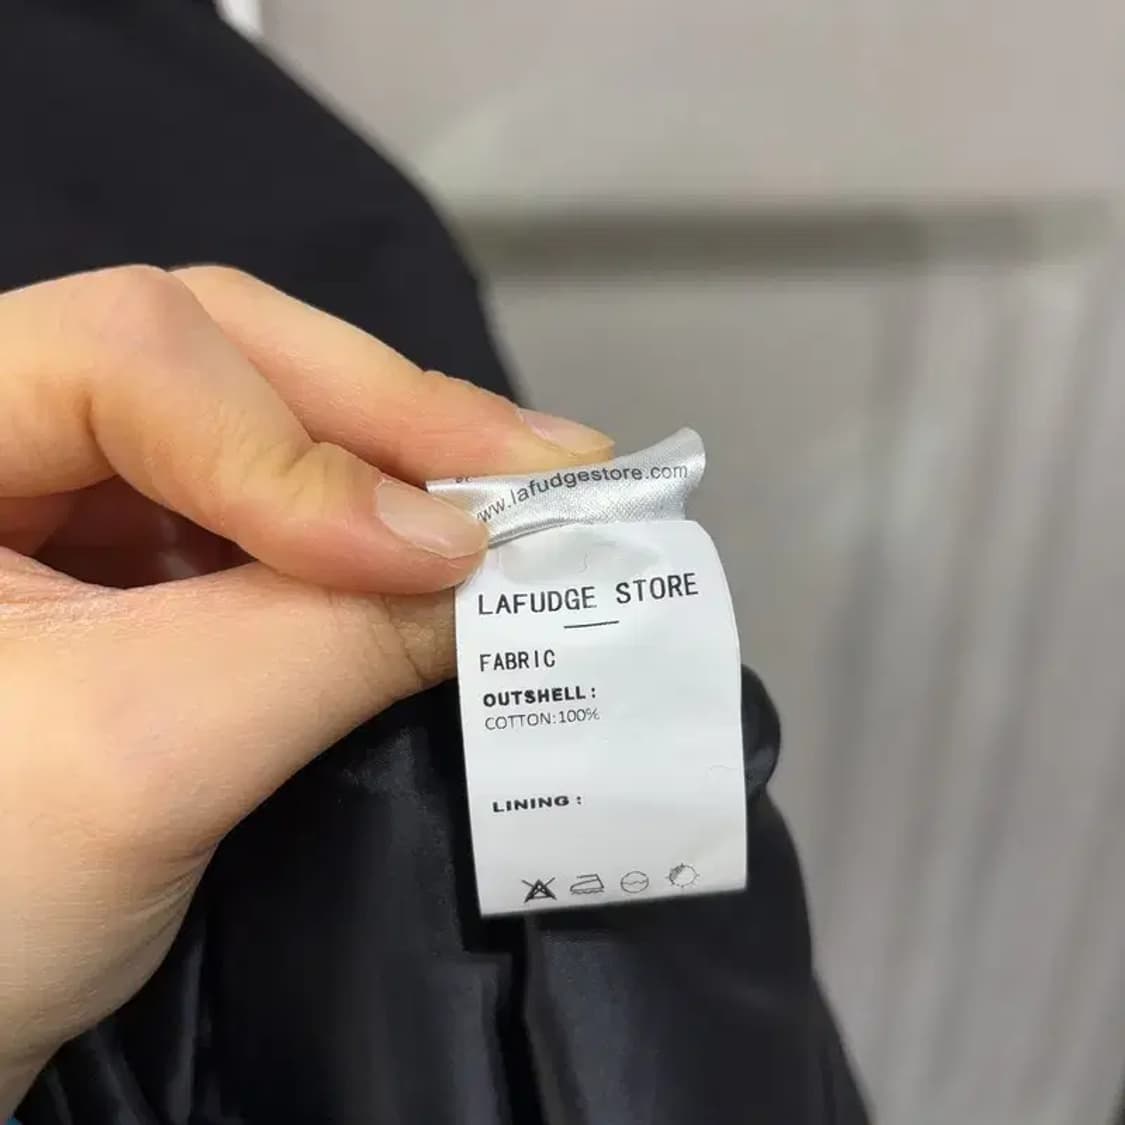 www.lafudgestore.com
LAFUDGE STORE
FABRIC
OUTSHELL:
COTTON:100%
LINING: